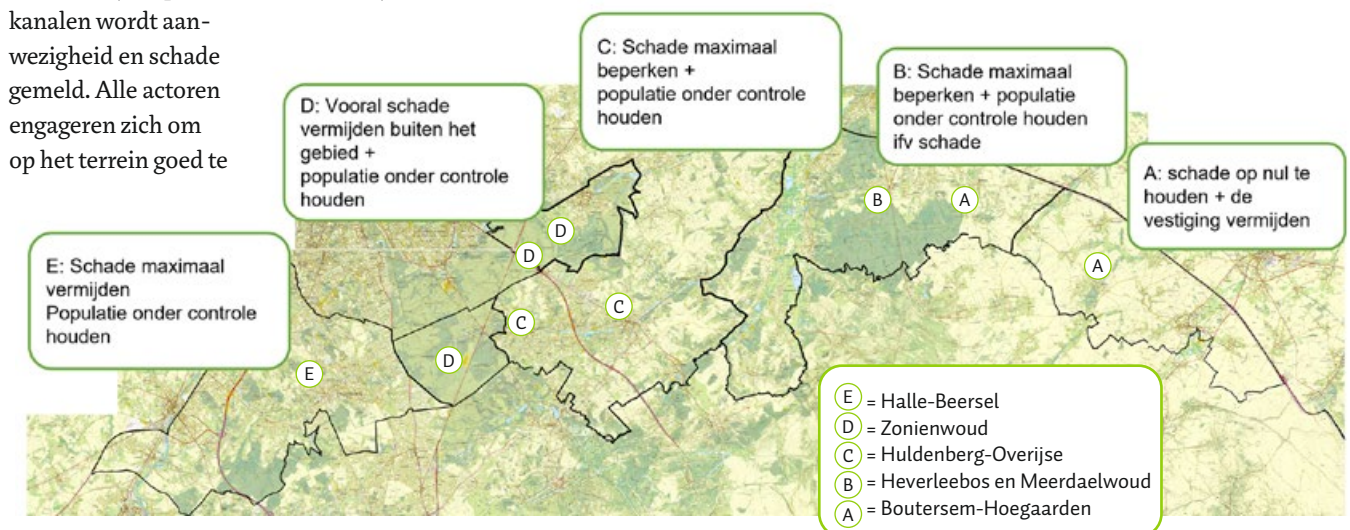 kanalen wordt aan-
wezigheid en schade
gemeld. Alle actoren
engageren zich om
op het terrein goed te
C: Schade maximaal
beperken +
populatie onder controle
houden
B: Schade maximaal
beperken + populatie
onder controle houden
ifv schade
D: Vooral schade
vermijden buiten het
gebied +
populatie onder controle
houden
A: schade op nul te
houden + de
vestiging vermijden
E: Schade maximaal
vermijden
Populatie onder controle
houden
B
A
D
D
A
C
C
D
E
E = Halle-Beersel
D = Zonienwoud
C = Huldenberg-Overijse
B = Heverleebos en Meerdaelwoud
A = Boutersem-Hoegaarden